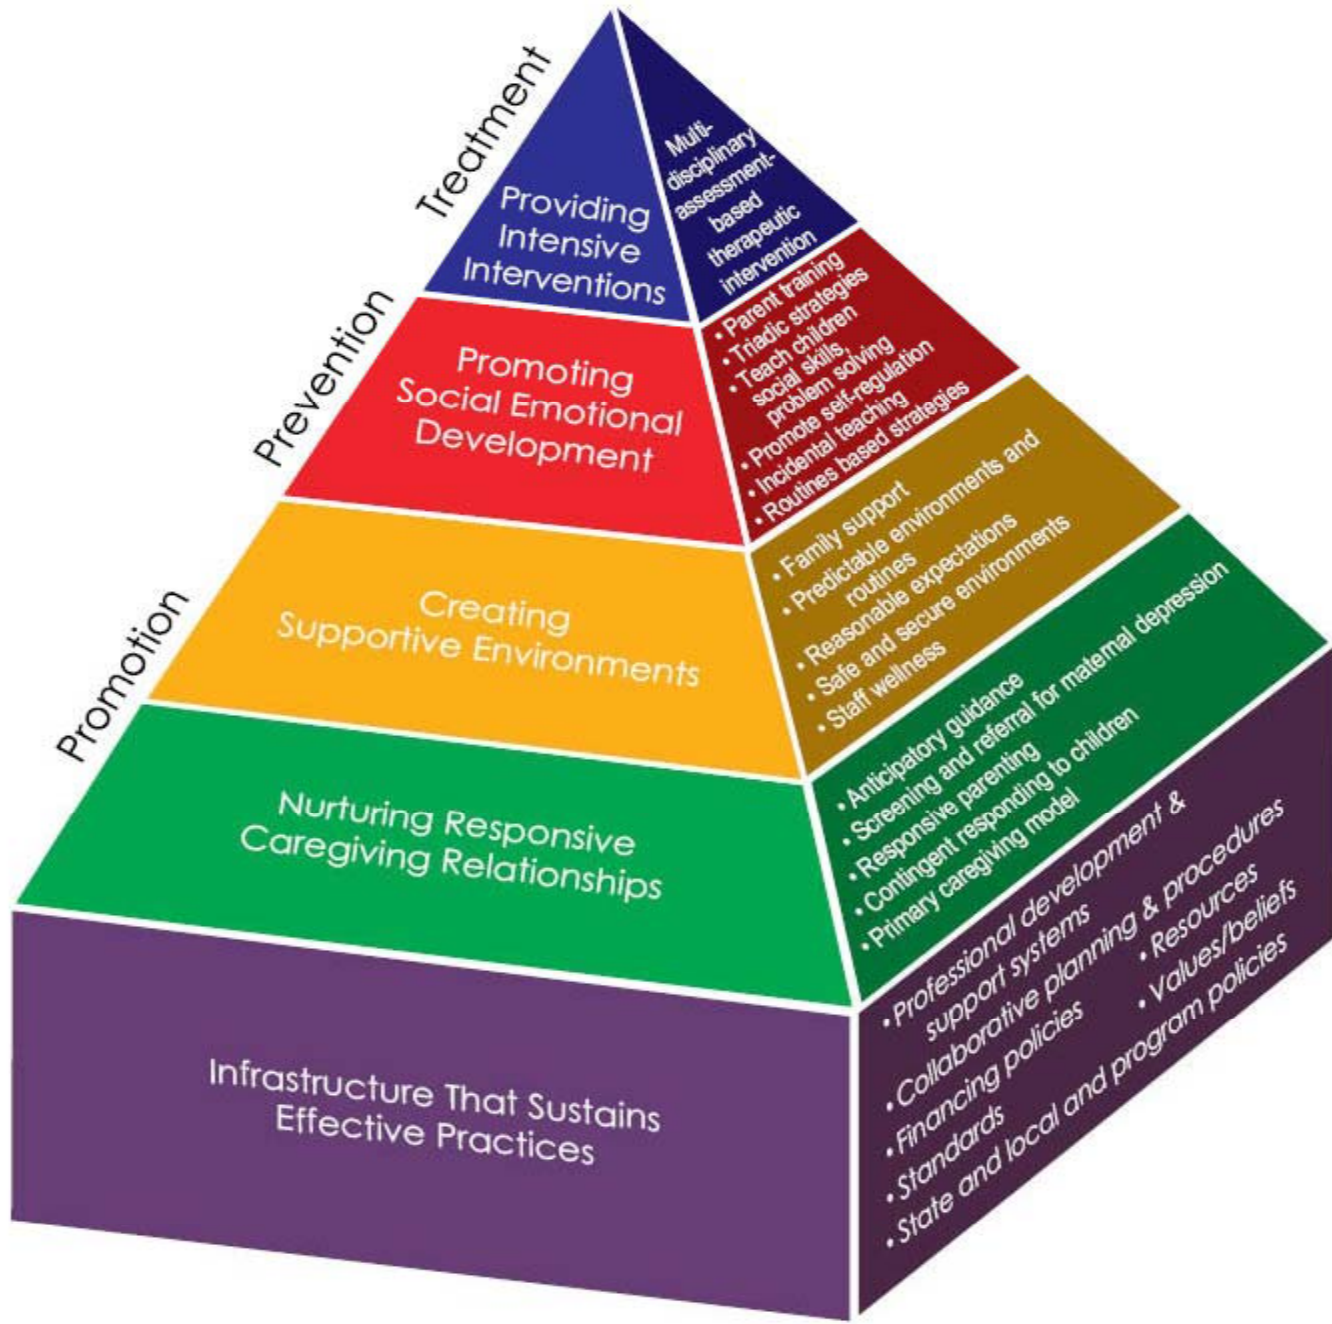 Treatment
Providing
Intensive
Interventions
Multi-
disciplinary
assessment-
based
therapeutic
intervention
Prevention
Promoting
Social Emotional
Development
• Parent training
• Triadic strategies
• Teach children
social skills,
problem solving
• Promote self-regulation
• Incidental teaching
• Routines based strategies
Promotion
Creating
Supportive Environments
• Family support
• Predictable environments and
routines
• Reasonable expectations
• Safe and secure environments
• Staff wellness
Nurturing Responsive
Caregiving Relationships
• Anticipatory guidance
• Screening and referral for maternal depression
• Responsive parenting
• Contingent responding to children
• Primary caregiving model
Infrastructure That Sustains
Effective Practices
• Professional development &
support systems
• Collaborative planning & procedures
• Financing policies • Resources
• Standards • Values/beliefs
• State and local and program policies